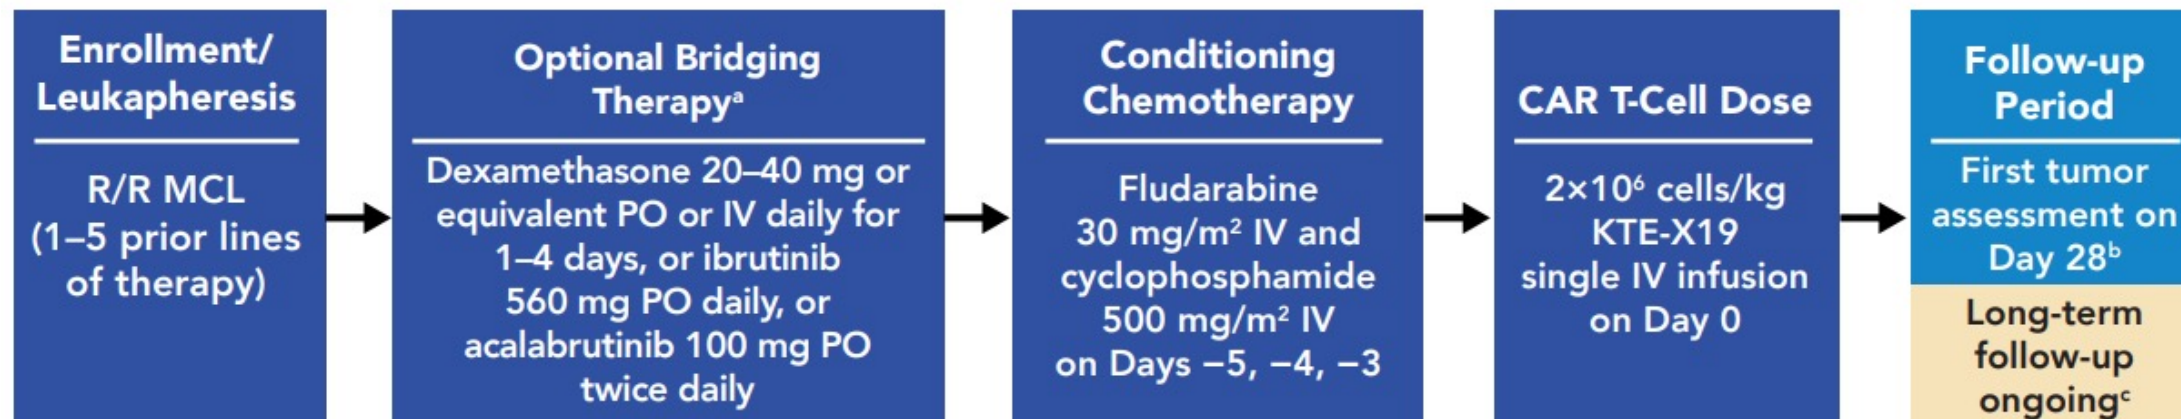 Enrollment/
Leukapheresis
R/R MCL
(1–5 prior lines
of therapy)
Optional Bridging
Therapyᵃ
Dexamethasone 20–40 mg or
equivalent PO or IV daily for
1–4 days, or ibrutinib
560 mg PO daily, or
acalabrutinib 100 mg PO
twice daily
Conditioning
Chemotherapy
Fludarabine
30 mg/m² IV and
cyclophosphamide
500 mg/m² IV
on Days −5, −4, −3
CAR T-Cell Dose
2×10⁶ cells/kg
KTE-X19
single IV infusion
on Day 0
Follow-up
Period
First tumor
assessment on
Day 28ᵇ
Long-term
follow-up
ongoingᶜ